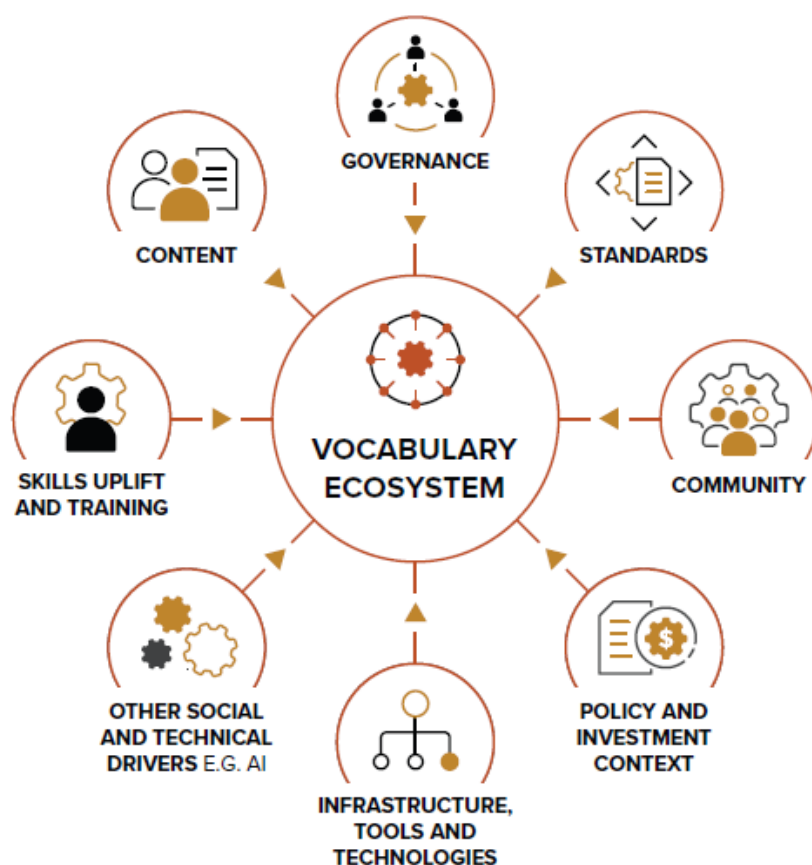 GOVERNANCE
CONTENT
STANDARDS
VOCABULARY
ECOSYSTEM
SKILLS UPLIFT
AND TRAINING
COMMUNITY
OTHER SOCIAL
AND TECHNICAL
DRIVERS E.G. AI
$
POLICY AND
INVESTMENT
CONTEXT
INFRASTRUCTURE,
TOOLS AND
TECHNOLOGIES